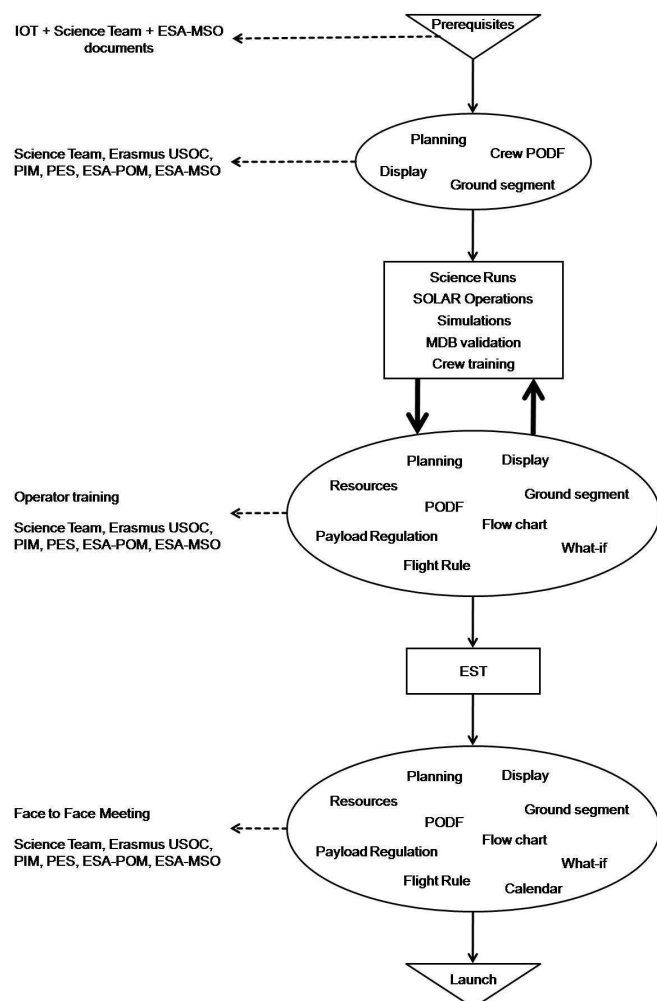 Prerequisites
IOT + Science Team + ESA-MSO
documents
Planning
Crew PODF
Display
Ground segment
Science Team, Erasmus USOC,
PIM, PES, ESA-POM, ESA-MSO
Science Runs
SOLAR Operations
Simulations
MDB validation
Crew training
Planning
Display
Resources
Ground segment
PODF
Flow chart
Payload Regulation
What-if
Flight Rule
Operator training
Science Team, Erasmus USOC,
PIM, PES, ESA-POM, ESA-MSO
EST
Planning
Display
Resources
Ground segment
PODF
Flow chart
Payload Regulation
What-if
Flight Rule
Calendar
Face to Face Meeting
Science Team, Erasmus USOC,
PIM, PES, ESA-POM, ESA-MSO
Launch